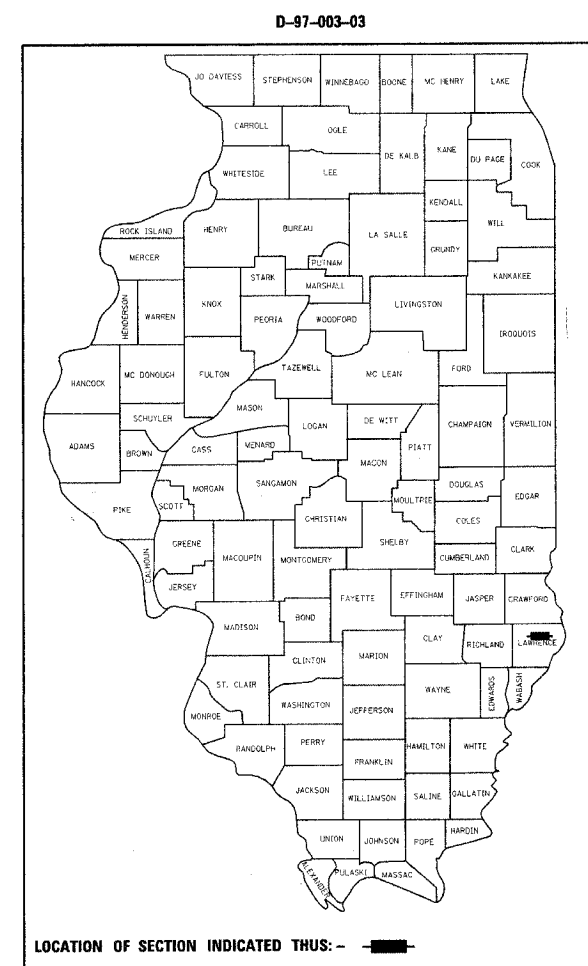 D-97-003-03
JO DAVIESS STEPHENSON WINNEBAGO BOONE MC HENRY LAKE
CARROLL OGLE
DE KALB KANE DU PAGE COOK
WHITESIDE LEE
KENDALL
ROCK ISLAND HENRY BUREAU LA SALLE WILL
MERCER GRUNDY
PUTNAM
STARK MARSHALL KANKAKEE
HENDERSON WARREN KNOX PEORIA WOODFORD LIVINGSTON IROQUOIS
HANCOCK MC DONOUGH FULTON TAZEWELL MC LEAN FORD
SCHUYLER MASON LOGAN DE WITT CHAMPAIGN VERMILION
ADAMS BROWN CASS MENARD PIATT
MACON
PIKE SCOTT MORGAN SANGAMON MOULTRIE DOUGLAS EDGAR
CHRISTIAN COLES
GREENE MACOUPIN SHELBY
CALHOUN MONTGOMERY CUMBERLAND CLARK
JERSEY FAYETTE EFFINGHAM JASPER CRAWFORD
MADISON BOND
CLAY RICHLAND LAWRENCE
CLINTON MARION
ST. CLAIR WAYNE EDWARDS WABASH
MONROE WASHINGTON JEFFERSON
RANDOLPH PERRY HAMILTON WHITE
FRANKLIN
JACKSON WILLIAMSON SALINE GALLATIN
UNION JOHNSON POPE HARDIN
ALEXANDER PULASKI MASSAC
LOCATION OF SECTION INDICATED THUS: -